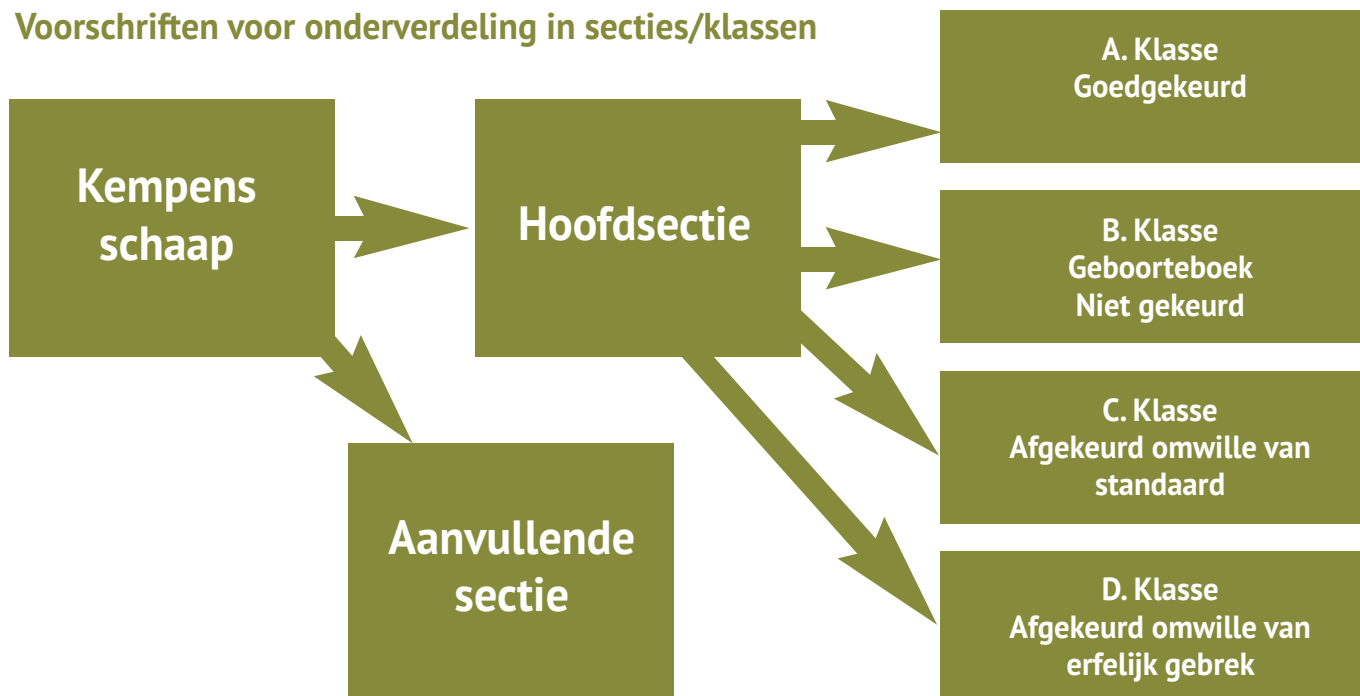 Voorschriften voor onderverdeling in secties/klassen
Kempens
schaap
Hoofdsectie
Aanvullende
sectie
A. Klasse
Goedgekeurd
B. Klasse
Geboorteboek
Niet gekeurd
C. Klasse
Afgekeurd omwille van
standaard
D. Klasse
Afgekeurd omwille van
erfelijk gebrek